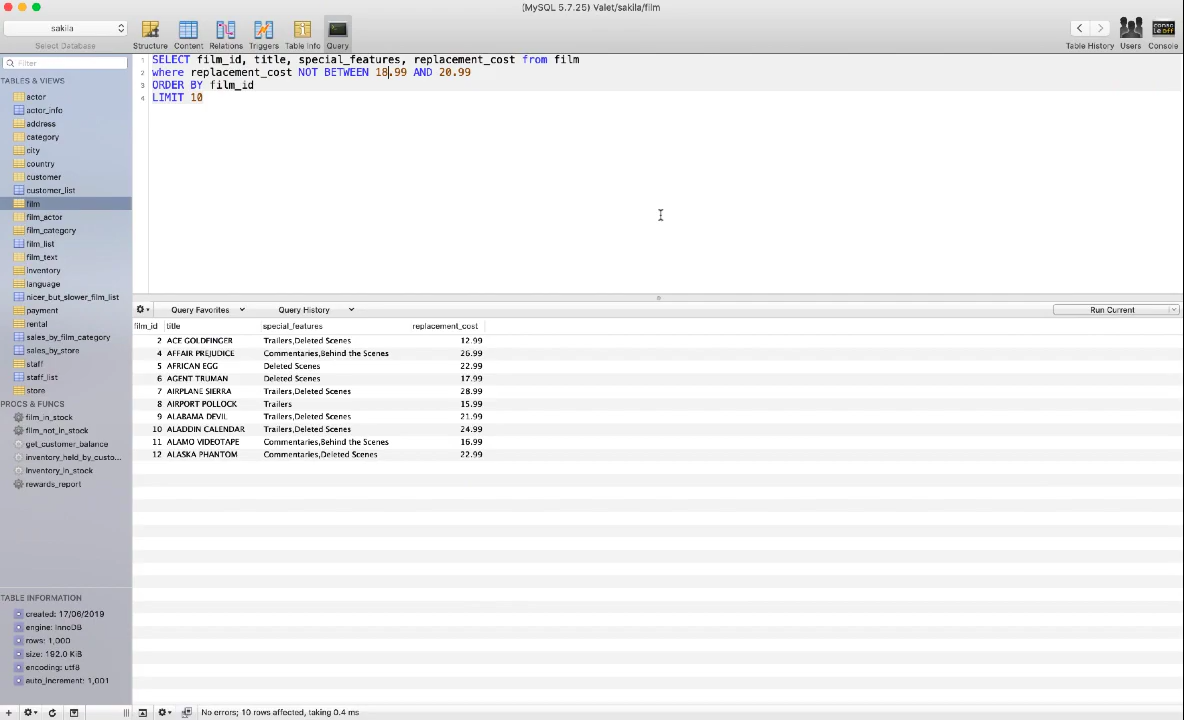 (MySQL 5.7.25) Valet/sakila/film
sakila
Select Database
Structure Content Relations Triggers Table Info Query
Table History Users Console
conso
le off
Filter
TABLES & VIEWS
actor
actor_info
address
category
city
country
customer
customer_list
film
film_actor
film_category
film_list
film_text
inventory
language
nicer_but_slower_film_list
payment
rental
sales_by_film_category
sales_by_store
staff
staff_list
store
PROCS & FUNCS
film_in_stock
film_not_in_stock
get_customer_balance
inventory_held_by_custo...
inventory_in_stock
rewards_report
TABLE INFORMATION
created: 17/06/2019
engine: InnoDB
rows: 1,000
size: 192.0 KiB
encoding: utf8
auto_increment: 1,001
1 SELECT film_id, title, special_features, replacement_cost from film
2 where replacement_cost NOT BETWEEN 18.99 AND 20.99
3 ORDER BY film_id
4 LIMIT 10
Query Favorites Query History Run Current
film_id title special_features replacement_cost
2 ACE GOLDFINGER Trailers,Deleted Scenes 12.99
4 AFFAIR PREJUDICE Commentaries,Behind the Scenes 26.99
5 AFRICAN EGG Deleted Scenes 22.99
6 AGENT TRUMAN Deleted Scenes 17.99
7 AIRPLANE SIERRA Trailers,Deleted Scenes 28.99
8 AIRPORT POLLOCK Trailers 15.99
9 ALABAMA DEVIL Trailers,Deleted Scenes 21.99
10 ALADDIN CALENDAR Trailers,Deleted Scenes 24.99
11 ALAMO VIDEOTAPE Commentaries,Behind the Scenes 16.99
12 ALASKA PHANTOM Commentaries,Deleted Scenes 22.99
No errors; 10 rows affected, taking 0.4 ms